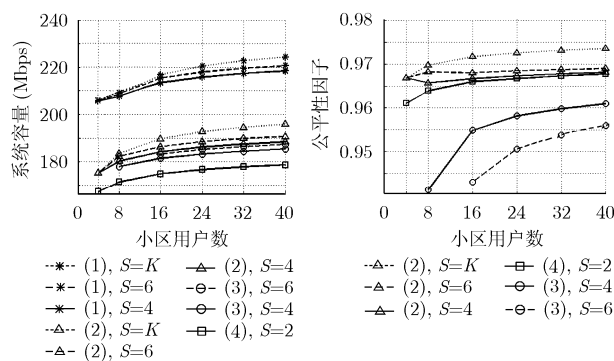 240
220
200
180
系统容量 (Mbps)
0 8 16 24 32 40
小区用户数
(1), S=K
(1), S=6
(1), S=4
(2), S=K
(2), S=6
(2), S=4
(3), S=6
(3), S=4
(4), S=2
0.98
0.97
0.96
0.95
公平性因子
0 8 16 24 32 40
小区用户数
(2), S=K
(2), S=6
(2), S=4
(4), S=2
(3), S=4
(3), S=6